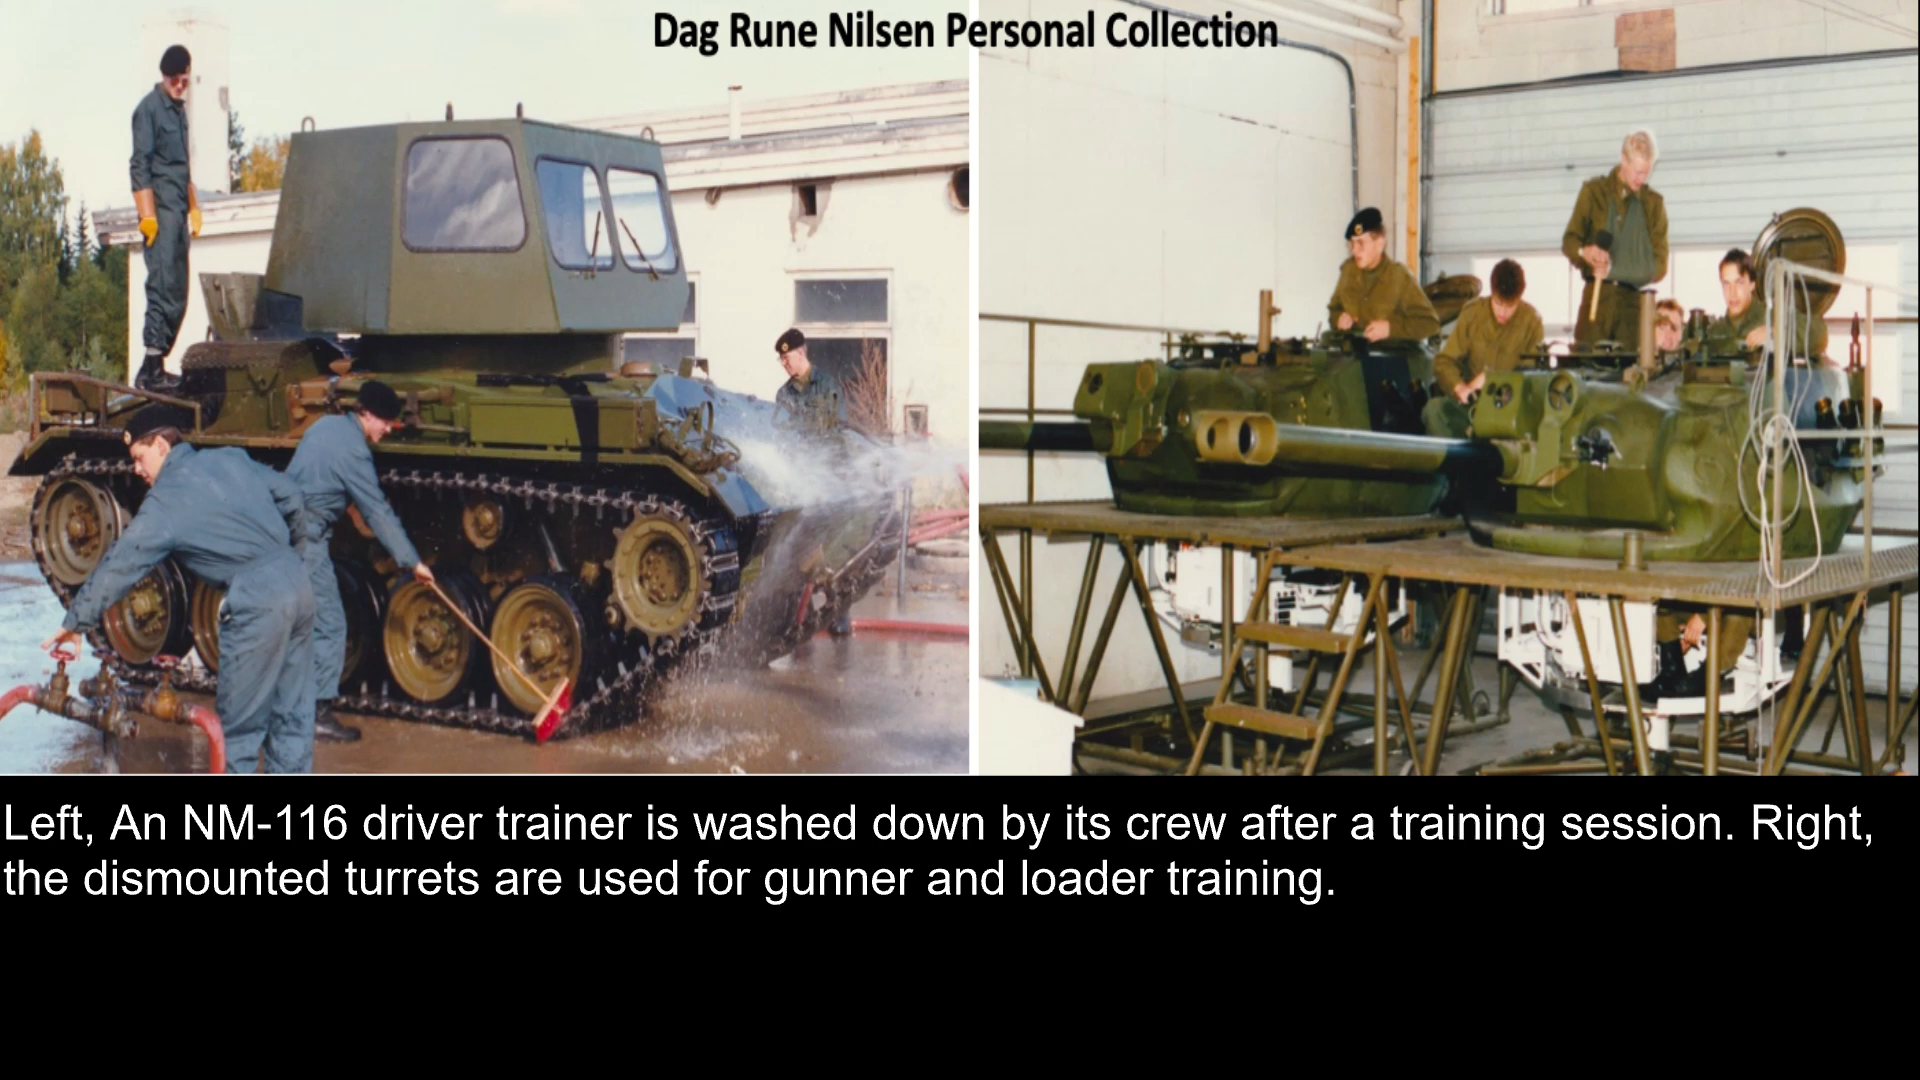 Dag Rune Nilsen Personal Collection
Left, An NM-116 driver trainer is washed down by its crew after a training session. Right,
the dismounted turrets are used for gunner and loader training.